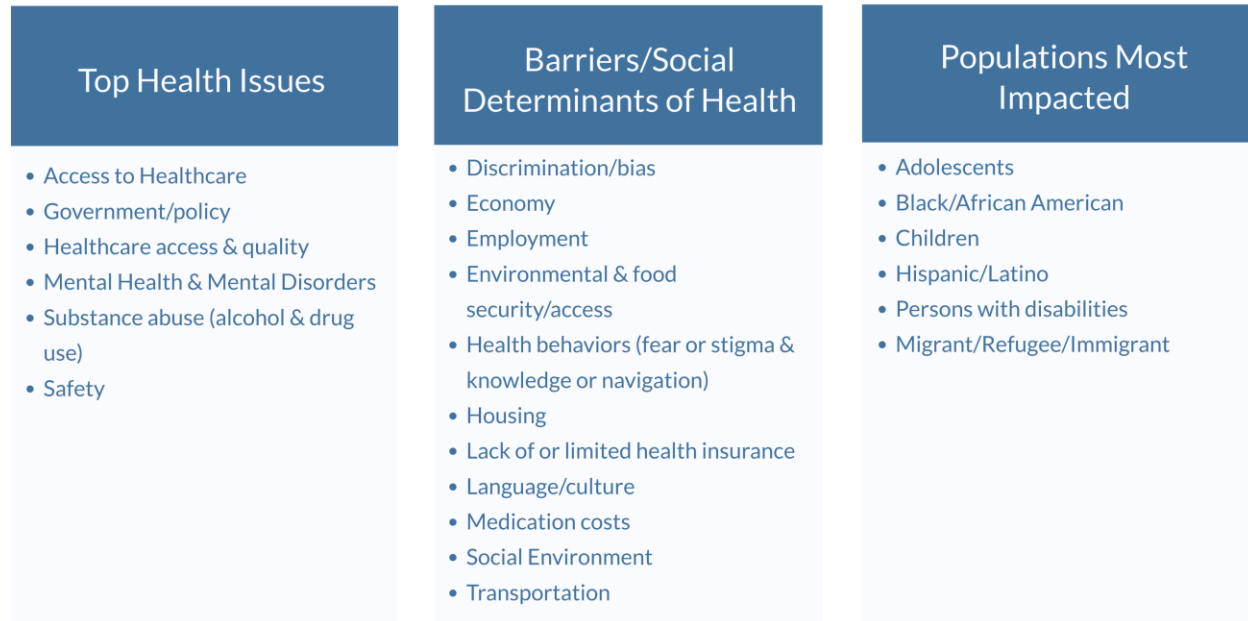 Top Health Issues
• Access to Healthcare
• Government/policy
• Healthcare access & quality
• Mental Health & Mental Disorders
• Substance abuse (alcohol & drug
use)
• Safety
Barriers/Social
Determinants of Health
• Discrimination/bias
• Economy
• Employment
• Environmental & food
security/access
• Health behaviors (fear or stigma &
knowledge or navigation)
• Housing
• Lack of or limited health insurance
• Language/culture
• Medication costs
• Social Environment
• Transportation
Populations Most
Impacted
• Adolescents
• Black/African American
• Children
• Hispanic/Latino
• Persons with disabilities
• Migrant/Refugee/Immigrant